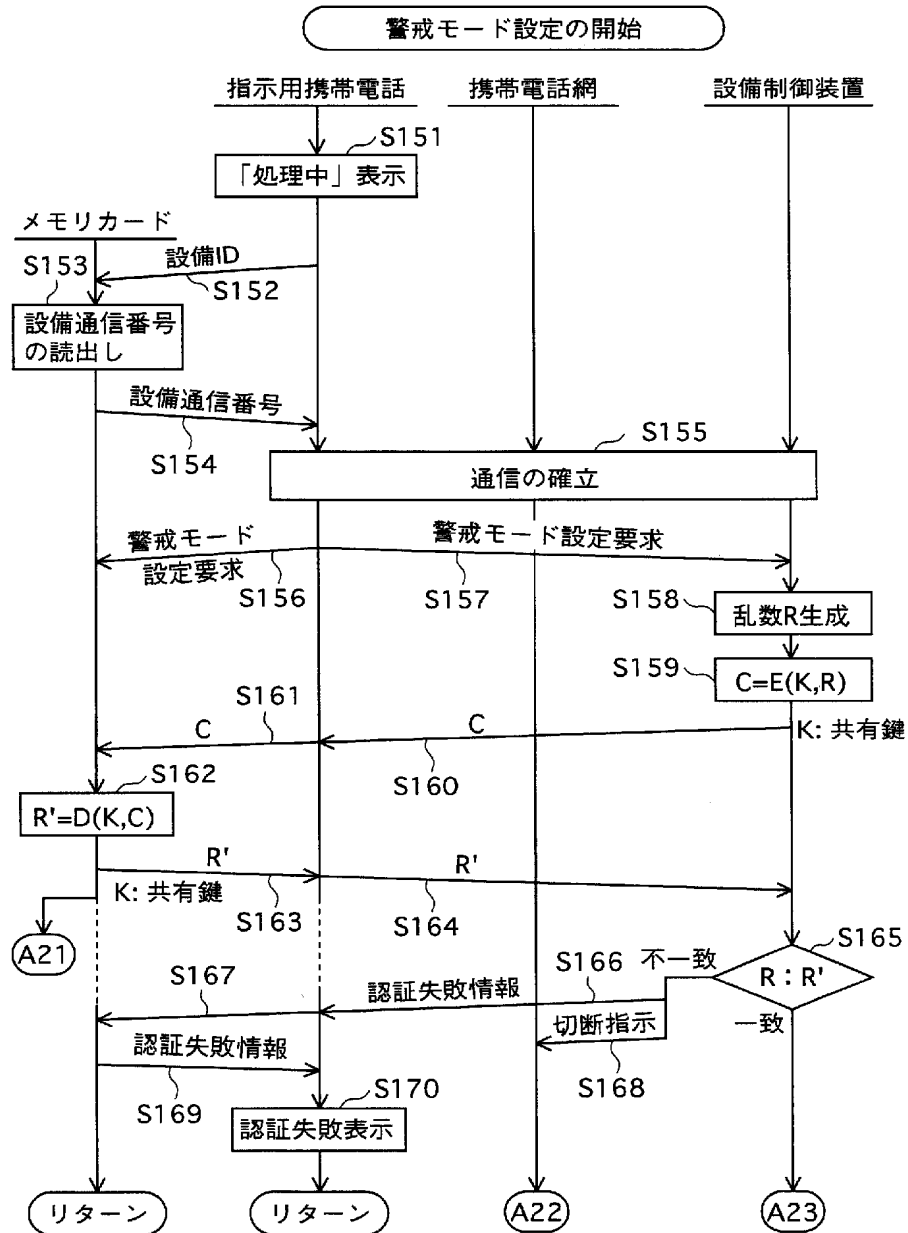 警戒モード設定の開始
指示用携帯電話
携帯電話網
設備制御装置
S151
「処理中」表示
メモリカード
設備ID
S152
S153
設備通信番号
の読出し
設備通信番号
S154
S155
通信の確立
警戒モード
設定要求
警戒モード設定要求
S156
S157
S158
乱数R生成
S159
C=E(K,R)
K: 共有鍵
C
S160
C
S161
S162
R'=D(K,C)
R'
K: 共有鍵
S163
R'
S164
A21
S165
R : R'
不一致
一致
S166
認証失敗情報
S167
切断指示
S168
認証失敗情報
S169
S170
認証失敗表示
リターン
リターン
A22
A23